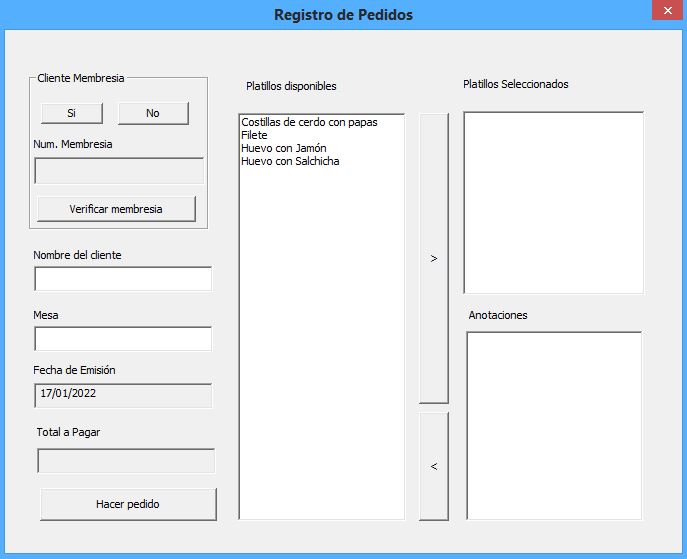 Registro de Pedidos
Cliente Membresia
Si
No
Num. Membresia
Verificar membresia
Nombre del cliente
Mesa
Fecha de Emisión
17/01/2022
Total a Pagar
Hacer pedido
Platillos disponibles
Costillas de cerdo con papas
Filete
Huevo con Jamón
Huevo con Salchicha
>
<
Platillos Seleccionados
Anotaciones